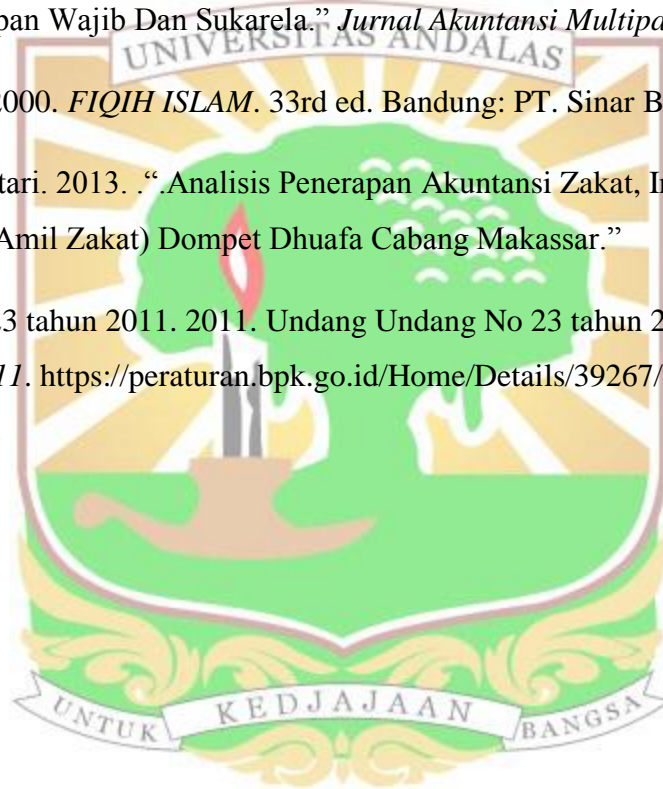 pan Wajib Dan Sukarela.” Jurnal Akuntansi Multipa
UNIVERSITAS ANDALAS
2000. FIQIH ISLAM. 33rd ed. Bandung: PT. Sinar B
tari. 2013. .“.Analisis Penerapan Akuntansi Zakat, In
Amil Zakat) Dompet Dhuafa Cabang Makassar.”
23 tahun 2011. 2011. Undang Undang No 23 tahun 2
11. https://peraturan.bpk.go.id/Home/Details/39267/
UNTUK KEDJAJAAN BANGSA